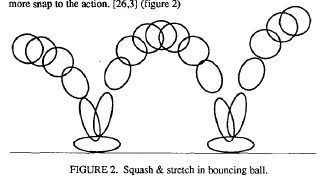 more snap to the action. [26,3] (figure 2)
FIGURE 2. Squash & stretch in bouncing ball.